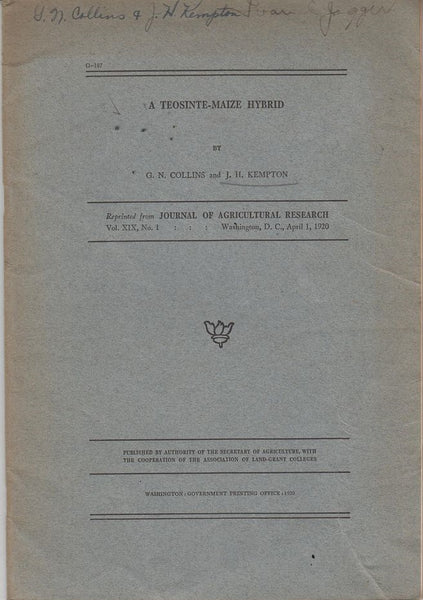 G. N. Collins & J. H. Kempton
G–187
A TEOSINTE-MAIZE HYBRID
BY
G. N. COLLINS and J. H. KEMPTON
Reprinted from JOURNAL OF AGRICULTURAL RESEARCH
Vol. XIX, No. 1 : : : Washington, D. C., April 1, 1920
PUBLISHED BY AUTHORITY OF THE SECRETARY OF AGRICULTURE, WITH
THE COOPERATION OF THE ASSOCIATION OF LAND-GRANT COLLEGES
WASHINGTON : GOVERNMENT PRINTING OFFICE : 1920